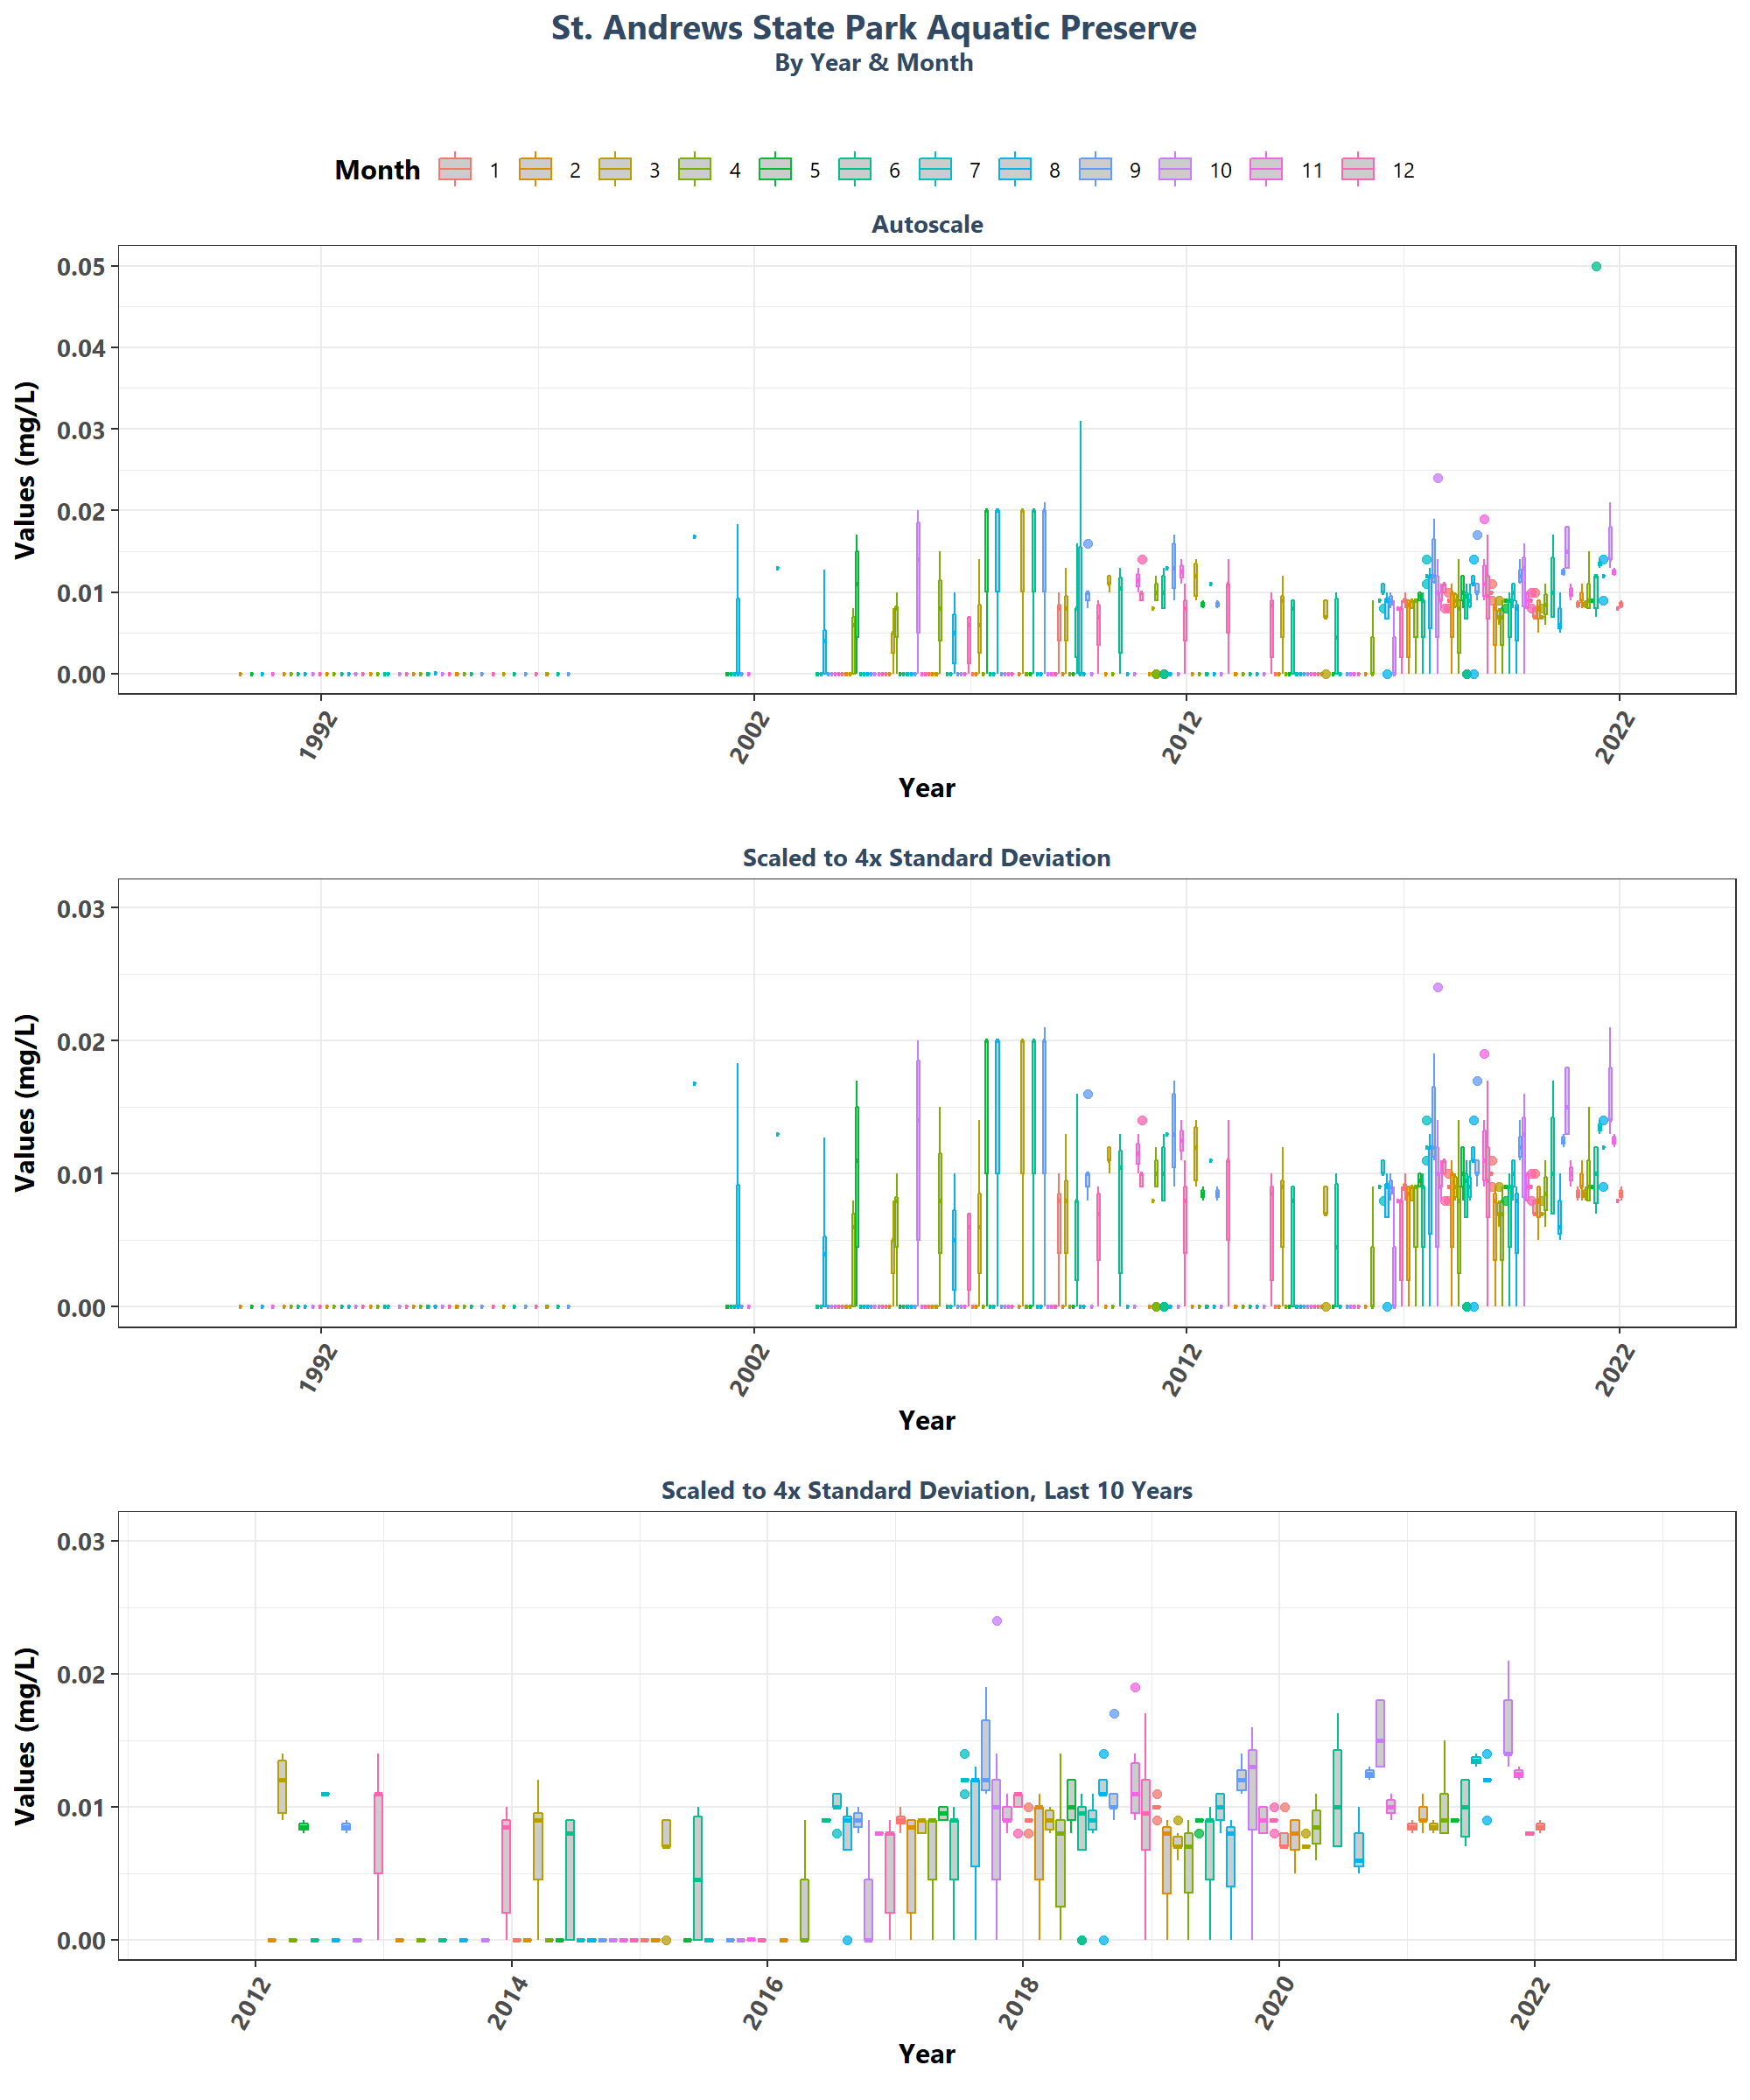 St. Andrews State Park Aquatic Preserve
By Year & Month
Month 1 2 3 4 5 6 7 8 9 10 11 12
Autoscale
Values (mg/L)
0.05
0.04
0.03
0.02
0.01
0.00
1992 2002 2012 2022
Year
Scaled to 4x Standard Deviation
Values (mg/L)
0.03
0.02
0.01
0.00
1992 2002 2012 2022
Year
Scaled to 4x Standard Deviation, Last 10 Years
Values (mg/L)
0.03
0.02
0.01
0.00
2012 2014 2016 2018 2020 2022
Year